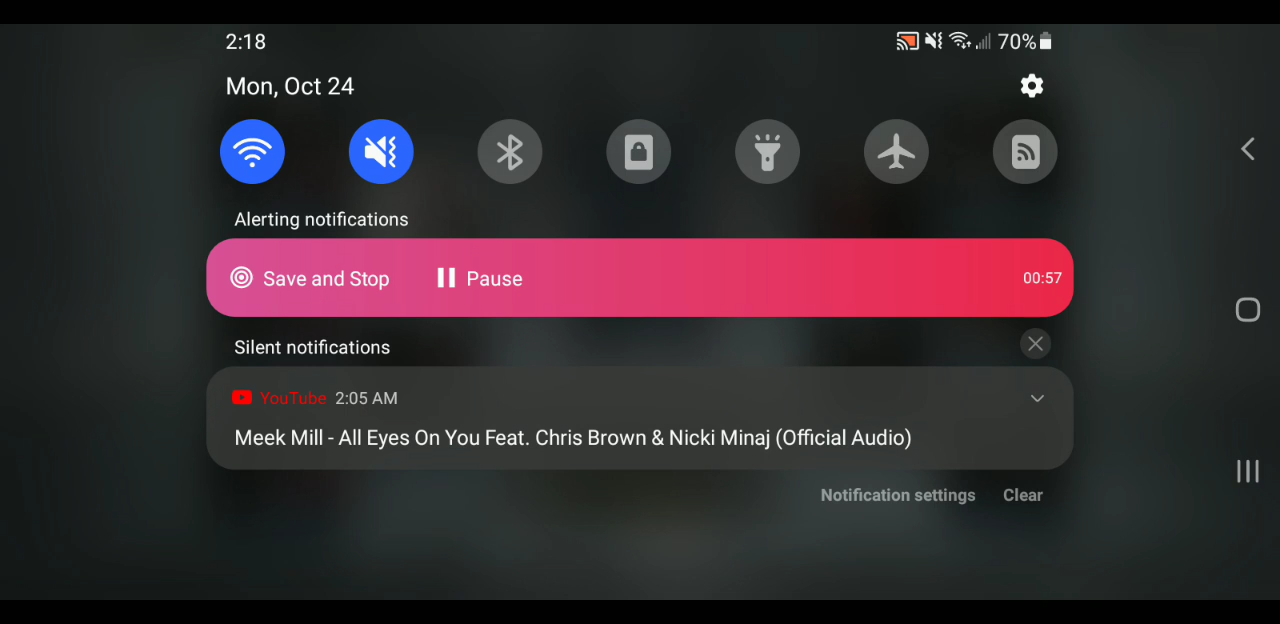 2:18
70%
Mon, Oct 24
Alerting notifications
Save and Stop
Pause
00:57
Silent notifications
YouTube 2:05 AM
Meek Mill - All Eyes On You Feat. Chris Brown & Nicki Minaj (Official Audio)
Notification settings
Clear